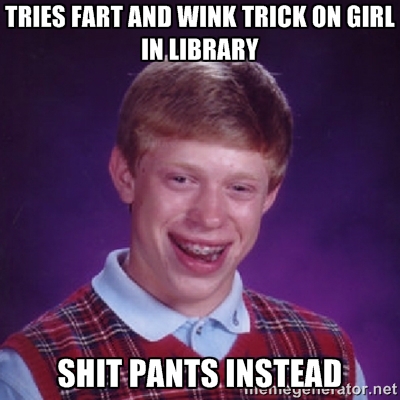 TRIES FART AND WINK TRICK ON GIRL
IN LIBRARY
SHIT PANTS INSTEAD
memegenerator.net